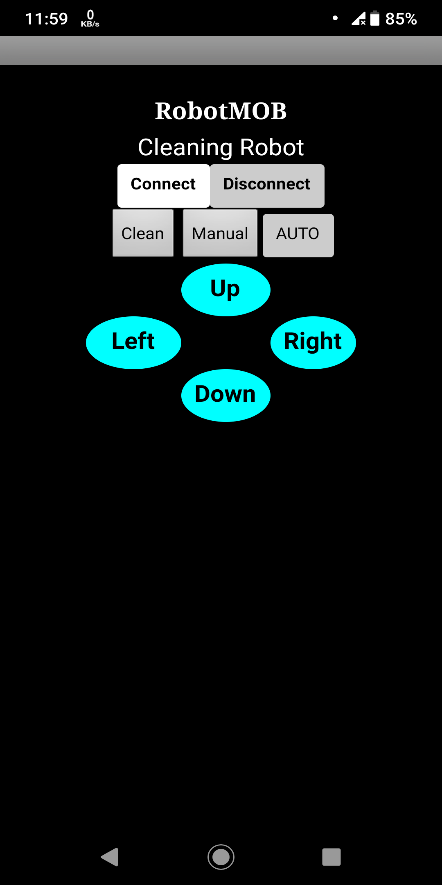 11:59 0 KB/s 85%
RobotMOB
Cleaning Robot
Connect Disconnect
Clean Manual AUTO
Up
Left Right
Down